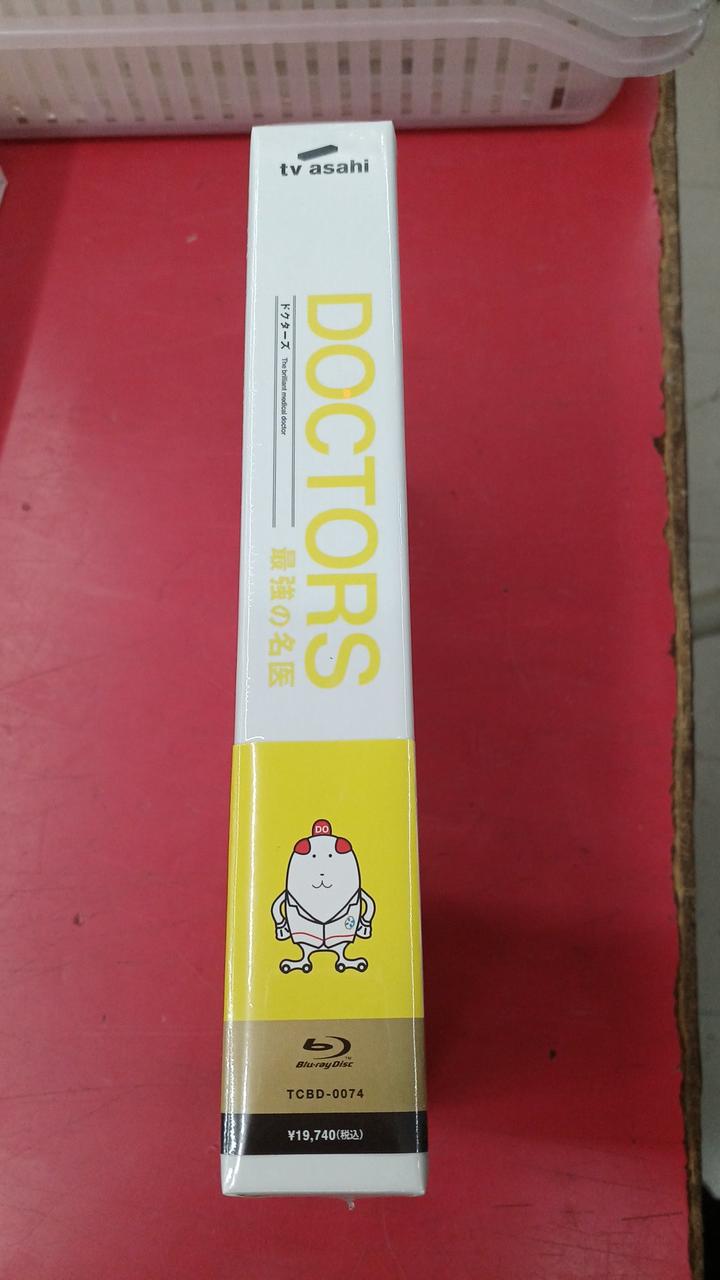 tv asahi
DOCTORS
ドクターズ The brilliant medical doctor
最強の名医
DO
Blu-ray Disc™
TCBD-0074
¥19,740(税込)